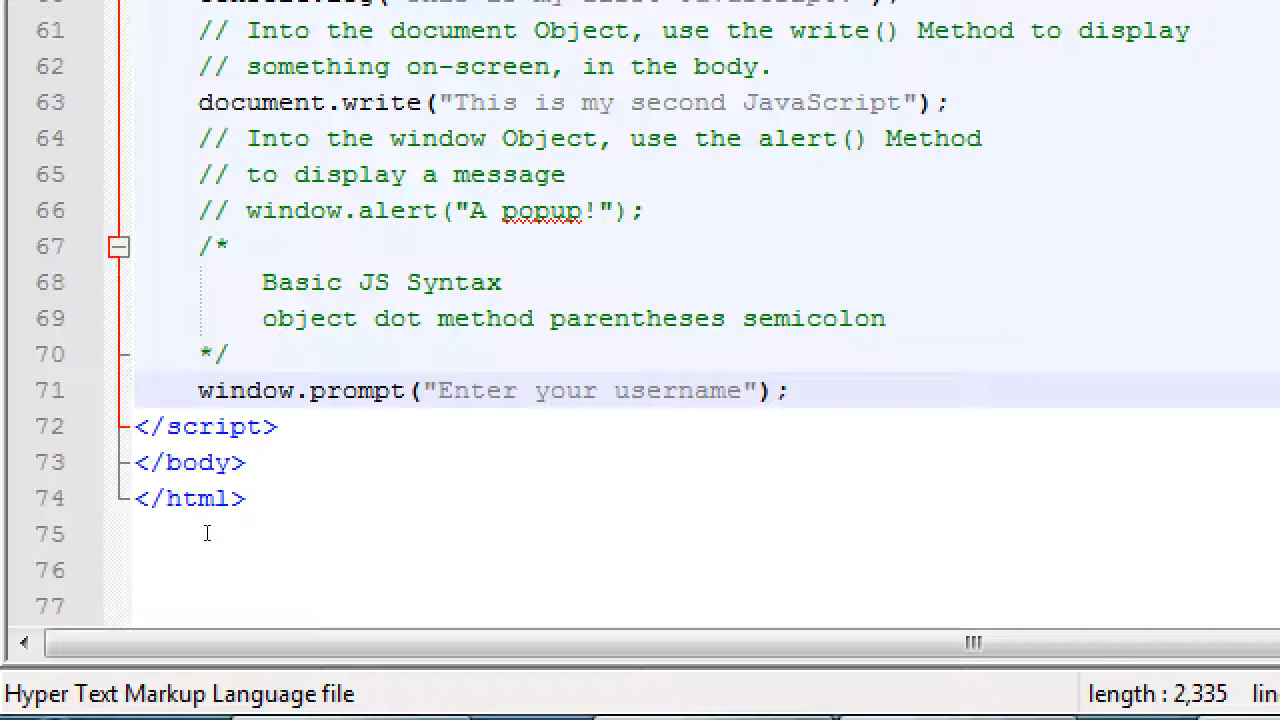 61 // Into the document Object, use the write() Method to display
62 // something on-screen, in the body.
63 document.write("This is my second JavaScript");
64 // Into the window Object, use the alert() Method
65 // to display a message
66 // window.alert("A popup!");
67 /*
68 Basic JS Syntax
69 object dot method parentheses semicolon
70 */
71 window.prompt("Enter your username");
72 </script>
73 </body>
74 </html>
75
76
77
Hyper Text Markup Language file length : 2,335 lin